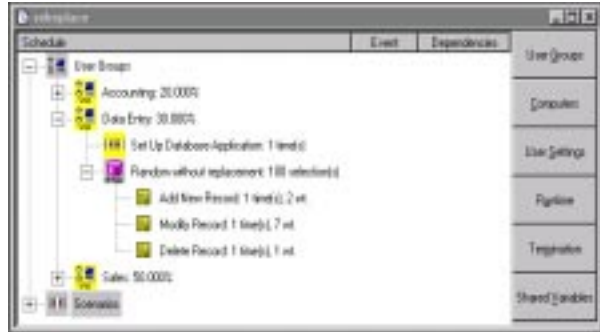 Schedule Event Dependencies
User Groups
Accounting: 20.000%
Data Entry: 30.000%
Set Up Database Application: 1 time(s)
Random without replacement: 100 selection(s)
Add New Record: 1 time(s), 2 wt.
Modify Record: 1 time(s), 7 wt.
Delete Record: 1 time(s), 1 wt.
Sales: 50.000%
Scenarios
User Groups
Computers
User Settings
Runtime
Termination
Shared Variables